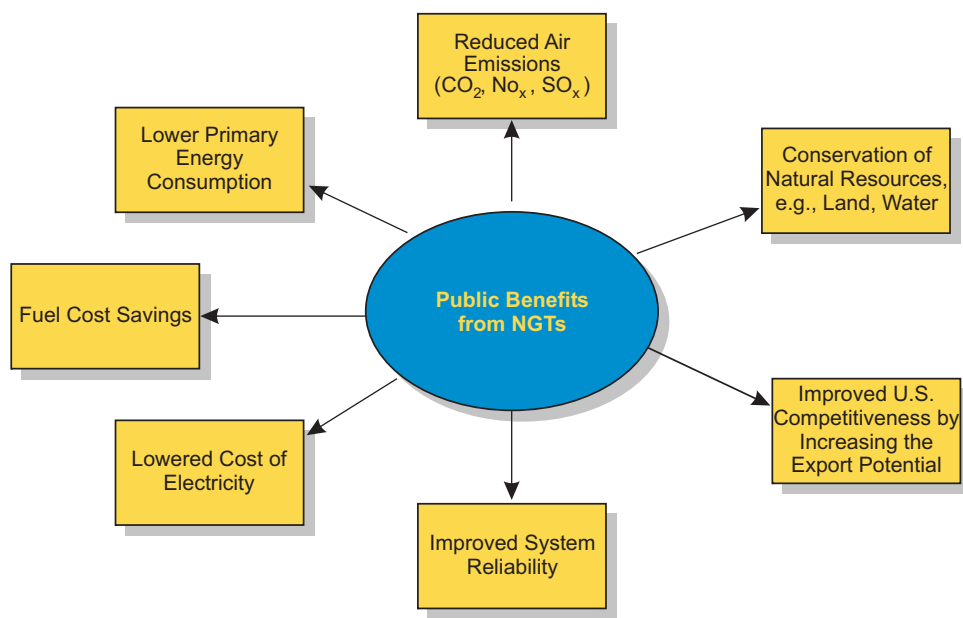 Reduced Air
Emissions
(CO₂, Noₓ, SOₓ)
Lower Primary
Energy
Consumption
Conservation of
Natural Resources,
e.g., Land, Water
Public Benefits
from NGTs
Fuel Cost Savings
Improved U.S.
Competitiveness by
Increasing the
Export Potential
Lowered Cost of
Electricity
Improved System
Reliability